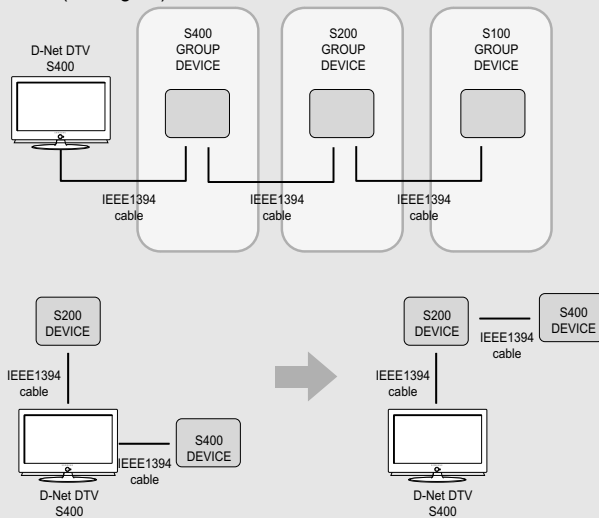 D-Net DTV
S400
S400
GROUP
DEVICE
S200
GROUP
DEVICE
S100
GROUP
DEVICE
IEEE1394
cable
IEEE1394
cable
IEEE1394
cable
S200
DEVICE
IEEE1394
cable
S400
DEVICE
IEEE1394
cable
D-Net DTV
S400
S200
DEVICE
S400
DEVICE
IEEE1394
cable
IEEE1394
cable
D-Net DTV
S400